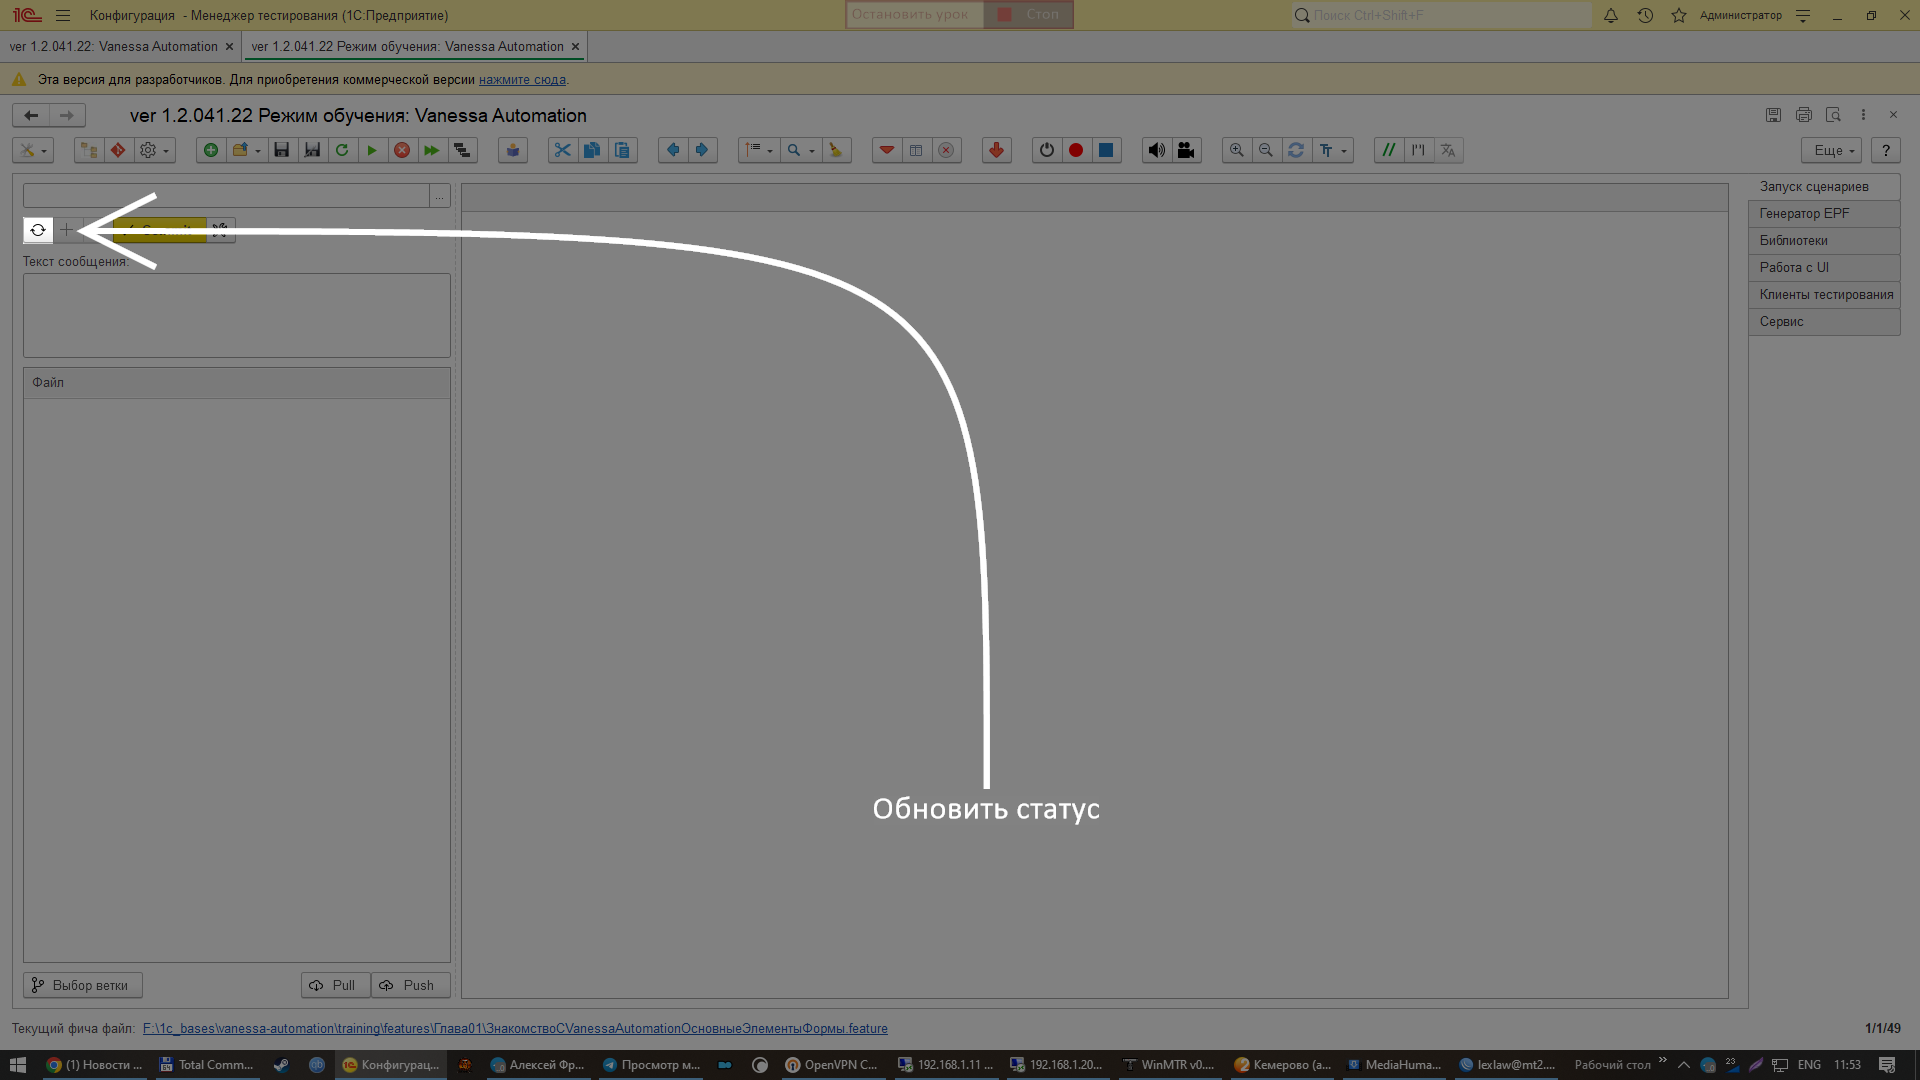 Конфигурация - Менеджер тестирования (1С:Предприятие)
Остановить урок
Стоп
Поиск Ctrl+Shift+F
Администратор
ver 1.2.041.22: Vanessa Automation
ver 1.2.041.22 Режим обучения: Vanessa Automation
Эта версия для разработчиков. Для приобретения коммерческой версии нажмите сюда.
ver 1.2.041.22 Режим обучения: Vanessa Automation
Еще
?
Запуск сценариев
Генератор EPF
Библиотеки
Работа с UI
Клиенты тестирования
Сервис
Текст сообщения:
Файл
Обновить статус
Выбор ветки
Pull
Push
Текущий фича файл: F:\1c_bases\vanessa-automation\training\features\Глава01\ЗнакомствоСVanessaAutomationОсновныеЭлементыФормы.feature
1/1/49
(1) Новости ...
Total Comm...
Конфигурац...
Алексей Фр...
Просмотр м...
OpenVPN C...
192.168.1.11 ...
192.168.1.20...
WinMTR v0....
Кемерово (а...
MediaHuma...
lexlaw@mt2....
Рабочий стол
23
ENG
11:53